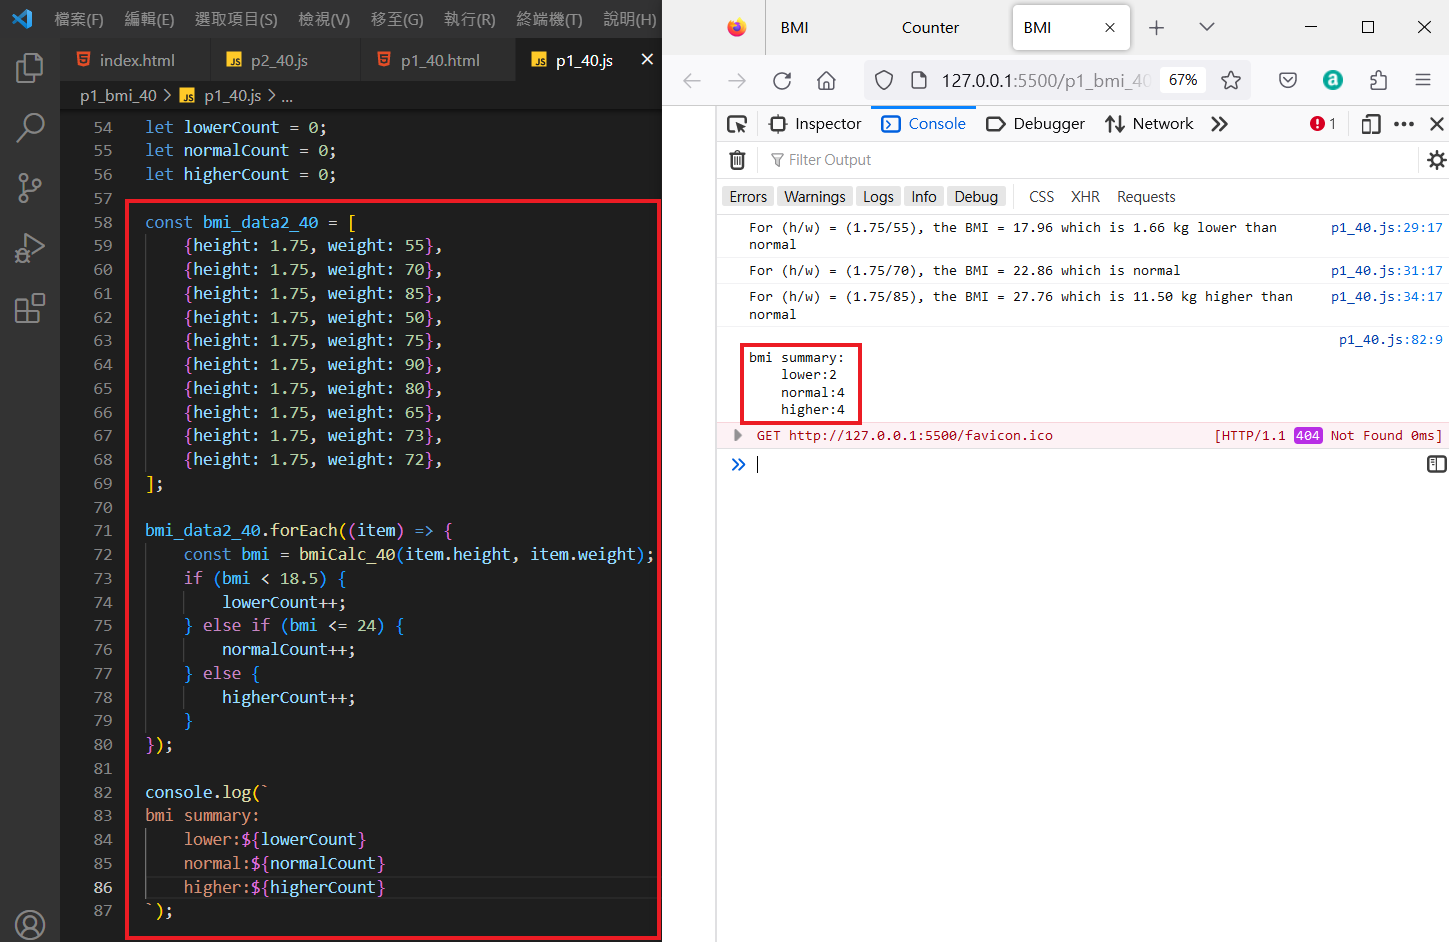 檔案(F) 編輯(E) 選取項目(S) 檢視(V) 移至(G) 執行(R) 終端機(T) 說明(H)
index.html
JS p2_40.js
p1_40.html
JS p1_40.js
p1_bmi_40 > JS p1_40.js > ...
54 let lowerCount = 0;
55 let normalCount = 0;
56 let higherCount = 0;
57
58 const bmi_data2_40 = [
59 {height: 1.75, weight: 55},
60 {height: 1.75, weight: 70},
61 {height: 1.75, weight: 85},
62 {height: 1.75, weight: 50},
63 {height: 1.75, weight: 75},
64 {height: 1.75, weight: 90},
65 {height: 1.75, weight: 80},
66 {height: 1.75, weight: 65},
67 {height: 1.75, weight: 73},
68 {height: 1.75, weight: 72},
69 ];
70
71 bmi_data2_40.forEach((item) => {
72 const bmi = bmiCalc_40(item.height, item.weight);
73 if (bmi < 18.5) {
74 lowerCount++;
75 } else if (bmi <= 24) {
76 normalCount++;
77 } else {
78 higherCount++;
79 }
80 });
81
82 console.log(`
83 bmi summary:
84 lower:${lowerCount}
85 normal:${normalCount}
86 higher:${higherCount}
87 `);
BMI
Counter
BMI
127.0.0.1:5500/p1_bmi_40 67%
a
Inspector Console Debugger Network 1
Filter Output
Errors Warnings Logs Info Debug CSS XHR Requests
For (h/w) = (1.75/55), the BMI = 17.96 which is 1.66 kg lower than p1_40.js:29:17
normal
For (h/w) = (1.75/70), the BMI = 22.86 which is normal p1_40.js:31:17
For (h/w) = (1.75/85), the BMI = 27.76 which is 11.50 kg higher than p1_40.js:34:17
normal
p1_40.js:82:9
bmi summary:
lower:2
normal:4
higher:4
GET http://127.0.0.1:5500/favicon.ico [HTTP/1.1 404 Not Found 0ms]